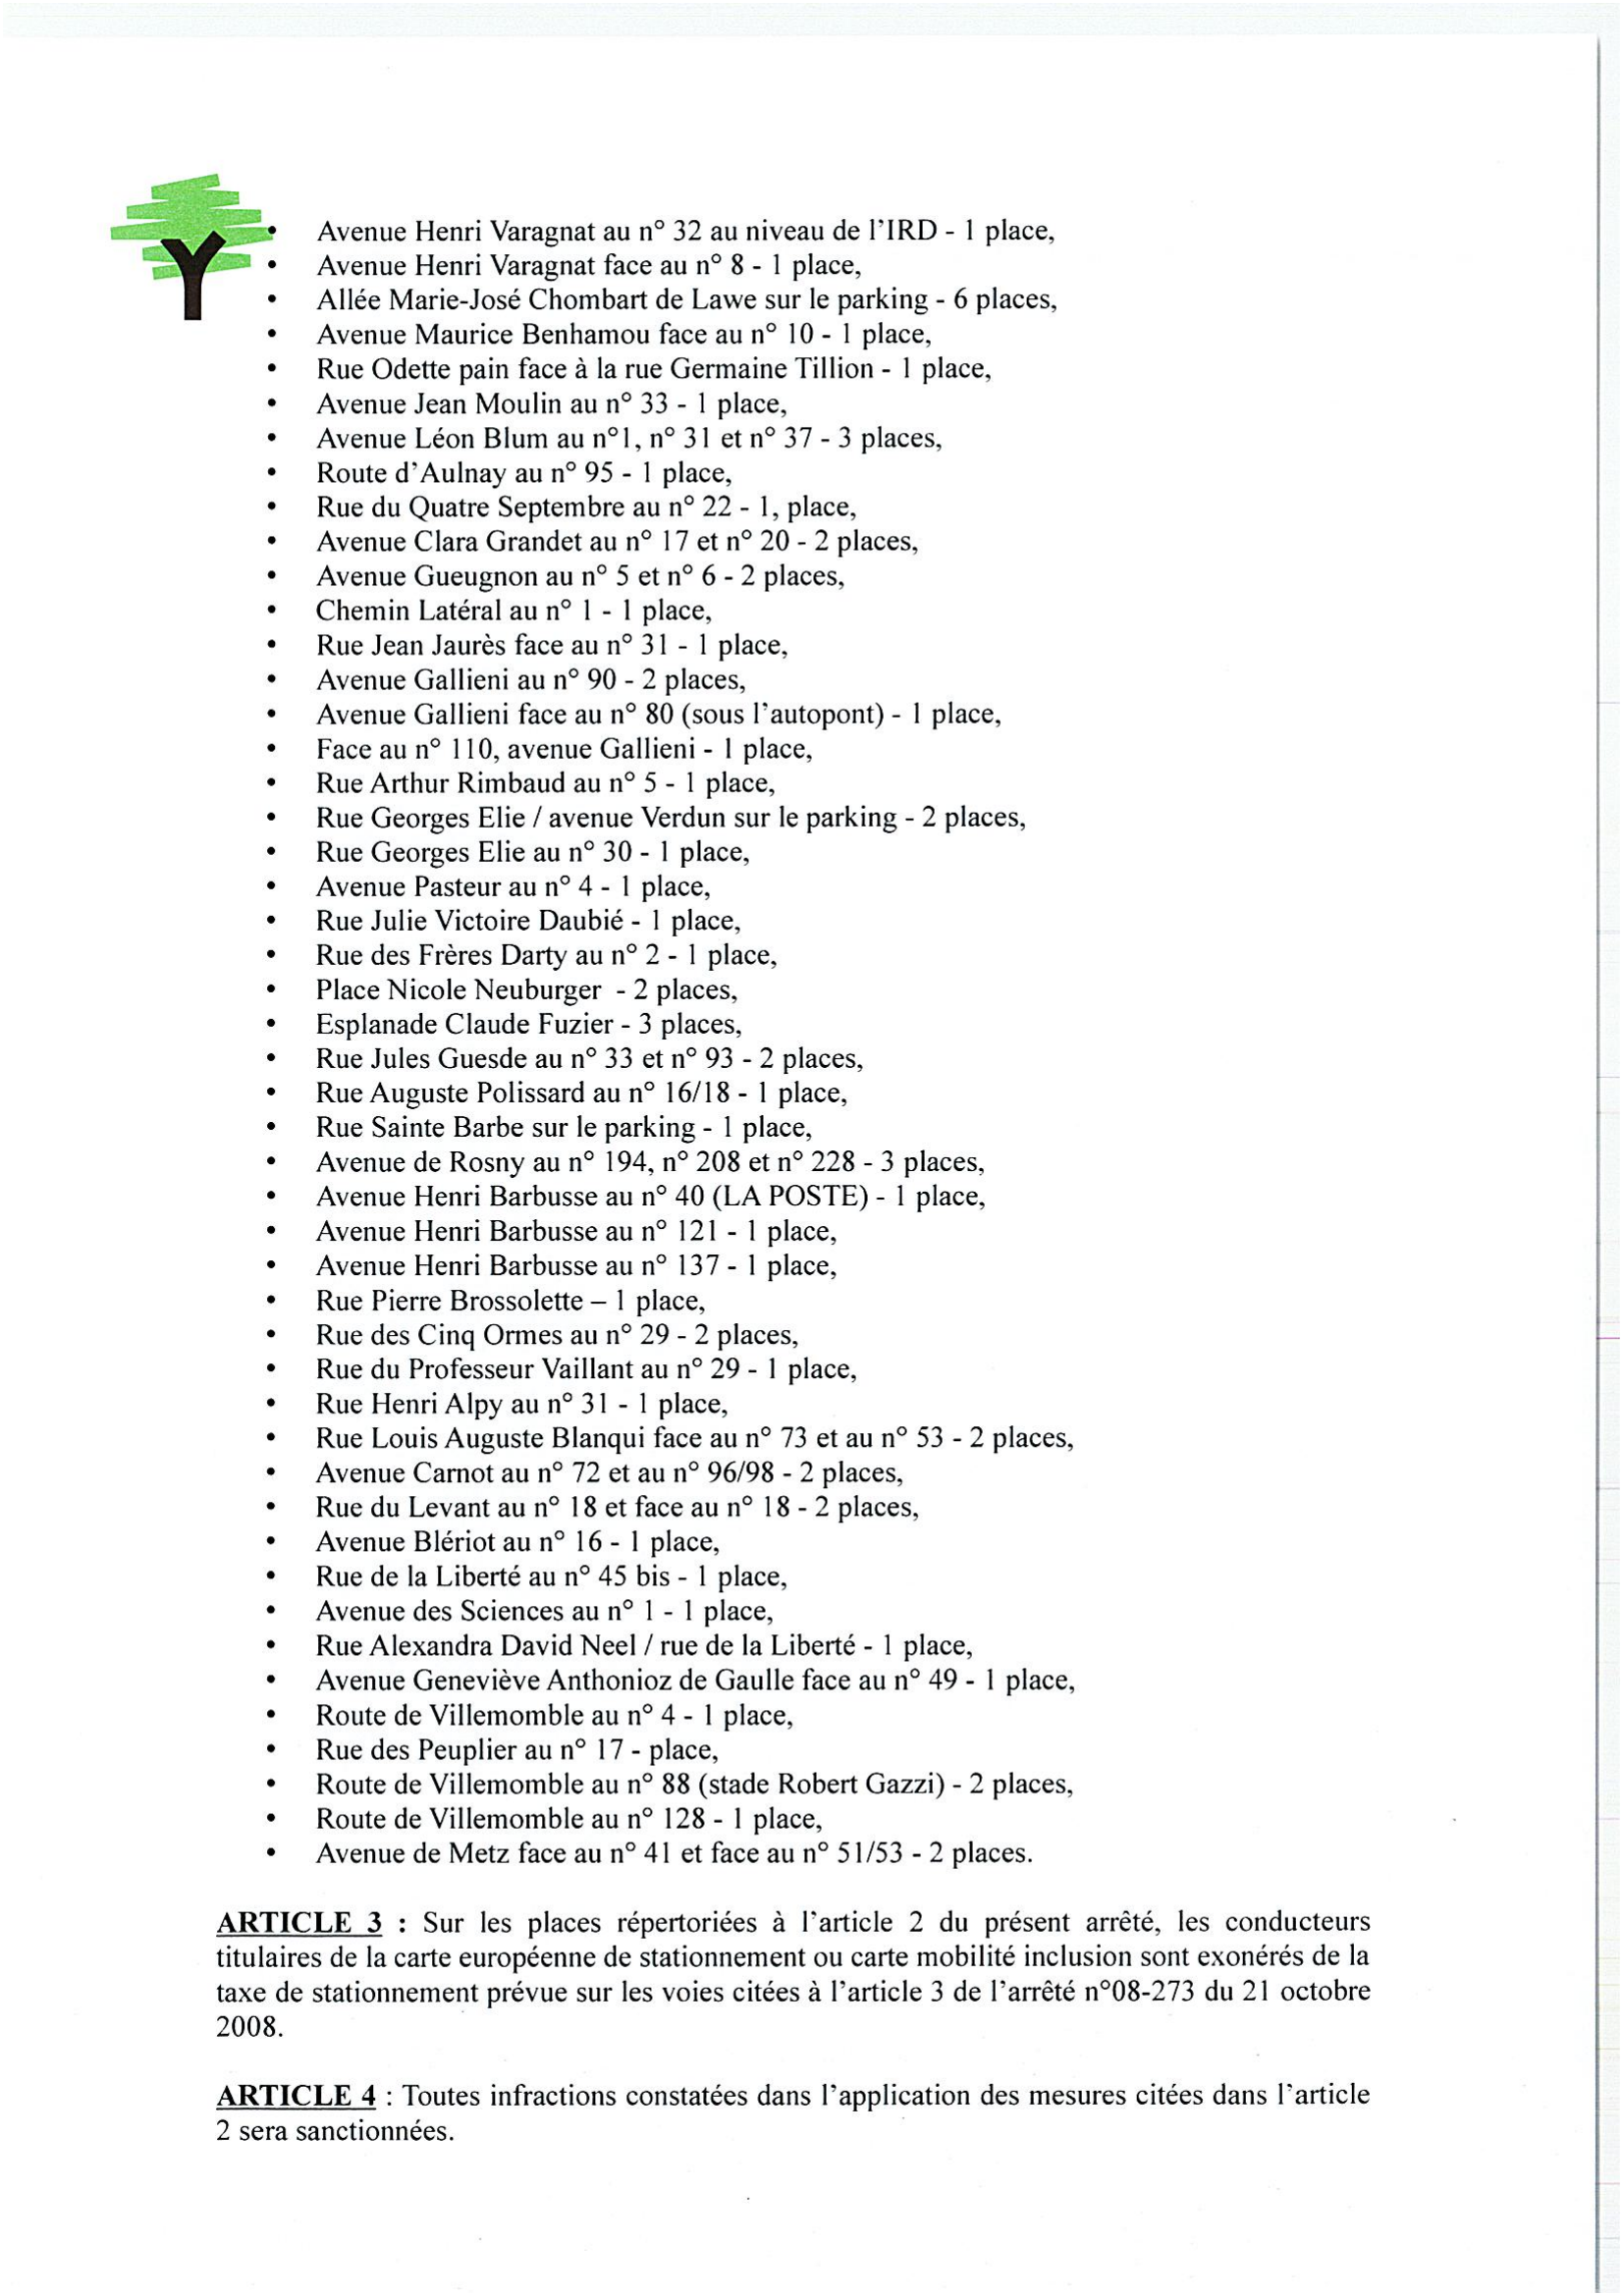 • Avenue Henri Varagnat au n° 32 au niveau de l'IRD - 1 place,
• Avenue Henri Varagnat face au n° 8 - 1 place,
• Allée Marie-José Chombart de Lawe sur le parking - 6 places,
• Avenue Maurice Benhamou face au n° 10 - 1 place,
• Rue Odette pain face à la rue Germaine Tillion - 1 place,
• Avenue Jean Moulin au n° 33 - 1 place,
• Avenue Léon Blum au n°1, n° 31 et n° 37 - 3 places,
• Route d'Aulnay au n° 95 - 1 place,
• Rue du Quatre Septembre au n° 22 - 1, place,
• Avenue Clara Grandet au n° 17 et n° 20 - 2 places,
• Avenue Gueugnon au n° 5 et n° 6 - 2 places,
• Chemin Latéral au n° 1 - 1 place,
• Rue Jean Jaurès face au n° 31 - 1 place,
• Avenue Gallieni au n° 90 - 2 places,
• Avenue Gallieni face au n° 80 (sous l'autopont) - 1 place,
• Face au n° 110, avenue Gallieni - 1 place,
• Rue Arthur Rimbaud au n° 5 - 1 place,
• Rue Georges Elie / avenue Verdun sur le parking - 2 places,
• Rue Georges Elie au n° 30 - 1 place,
• Avenue Pasteur au n° 4 - 1 place,
• Rue Julie Victoire Daubié - 1 place,
• Rue des Frères Darty au n° 2 - 1 place,
• Place Nicole Neuburger - 2 places,
• Esplanade Claude Fuzier - 3 places,
• Rue Jules Guesde au n° 33 et n° 93 - 2 places,
• Rue Auguste Polissard au n° 16/18 - 1 place,
• Rue Sainte Barbe sur le parking - 1 place,
• Avenue de Rosny au n° 194, n° 208 et n° 228 - 3 places,
• Avenue Henri Barbusse au n° 40 (LA POSTE) - 1 place,
• Avenue Henri Barbusse au n° 121 - 1 place,
• Avenue Henri Barbusse au n° 137 - 1 place,
• Rue Pierre Brossolette – 1 place,
• Rue des Cinq Ormes au n° 29 - 2 places,
• Rue du Professeur Vaillant au n° 29 - 1 place,
• Rue Henri Alpy au n° 31 - 1 place,
• Rue Louis Auguste Blanqui face au n° 73 et au n° 53 - 2 places,
• Avenue Carnot au n° 72 et au n° 96/98 - 2 places,
• Rue du Levant au n° 18 et face au n° 18 - 2 places,
• Avenue Blériot au n° 16 - 1 place,
• Rue de la Liberté au n° 45 bis - 1 place,
• Avenue des Sciences au n° 1 - 1 place,
• Rue Alexandra David Neel / rue de la Liberté - 1 place,
• Avenue Geneviève Anthonioz de Gaulle face au n° 49 - 1 place,
• Route de Villemomble au n° 4 - 1 place,
• Rue des Peuplier au n° 17 - place,
• Route de Villemomble au n° 88 (stade Robert Gazzi) - 2 places,
• Route de Villemomble au n° 128 - 1 place,
• Avenue de Metz face au n° 41 et face au n° 51/53 - 2 places.
ARTICLE 3 : Sur les places répertoriées à l'article 2 du présent arrêté, les conducteurs
titulaires de la carte européenne de stationnement ou carte mobilité inclusion sont exonérés de la
taxe de stationnement prévue sur les voies citées à l'article 3 de l'arrêté n°08-273 du 21 octobre
2008.
ARTICLE 4 : Toutes infractions constatées dans l'application des mesures citées dans l'article
2 sera sanctionnées.